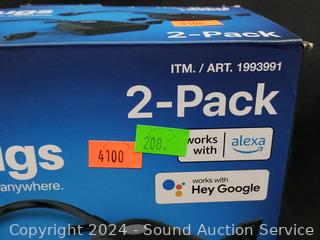 2-Pack
4100
ITM. / ART. 1993991
2-Pack
208.
4100
works with alexa
anywhere.
works with
Hey Google
Copyright 2024 - Sound Auction Service